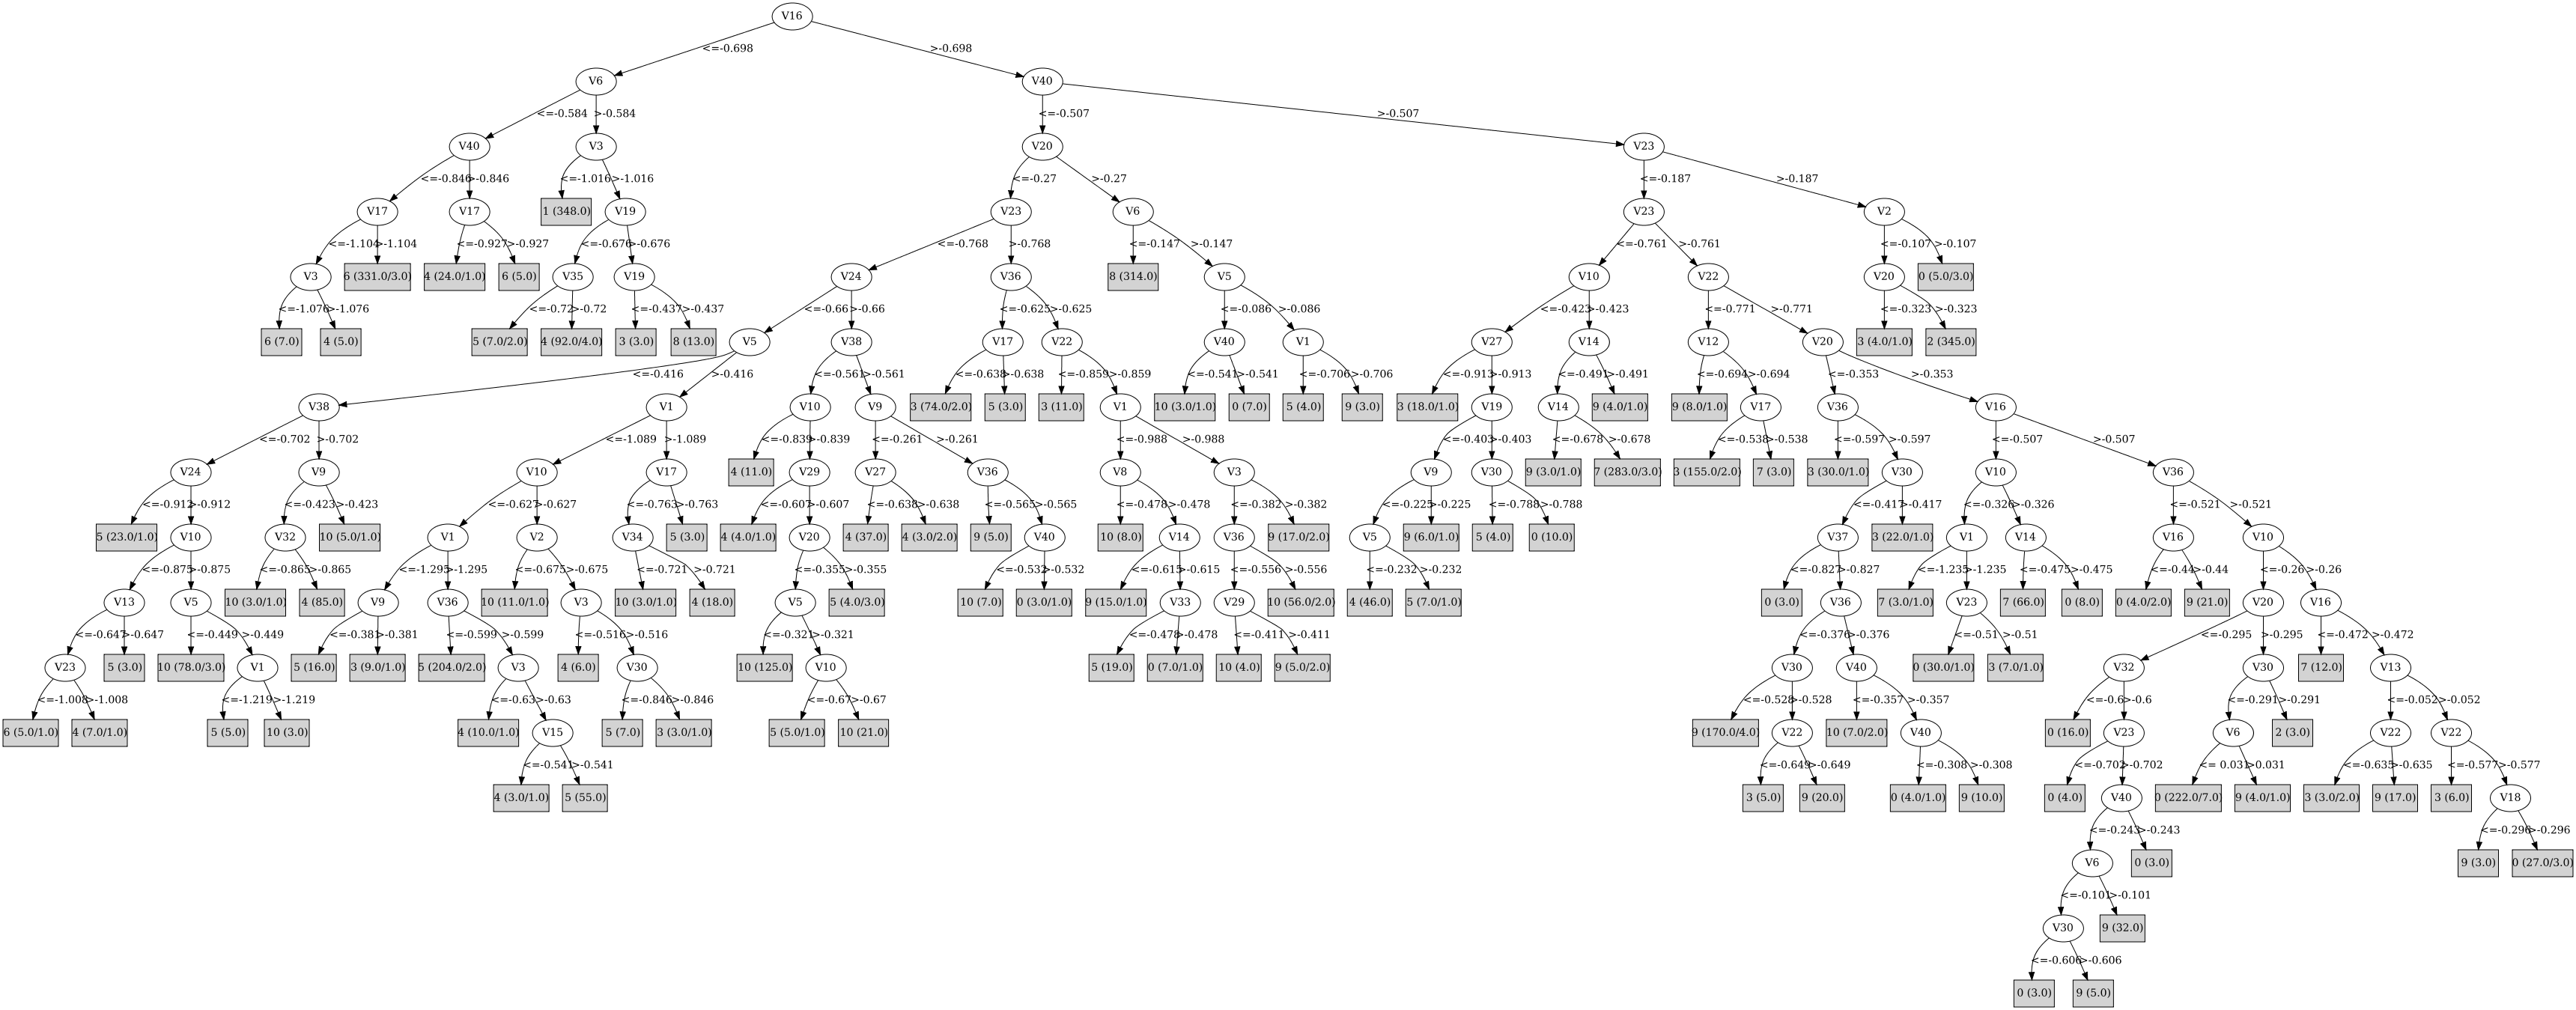 V16
<=-0.698 >-0.698
V6 V40
<=-0.584 >-0.584 <=-0.507 >-0.507
V40 V3 V20 V23
<=-0.846 >-0.846 <=-1.016 >-1.016 <=-0.27 >-0.27 <=-0.187 >-0.187
V17 V17 1 (348.0) V19 V23 V6 V23 V2
<=-1.104 >-1.104 <=-0.927 >-0.927 <=-0.676 >-0.676 <=-0.768 >-0.768 <=-0.147 >-0.147 <=-0.761 >-0.761 <=-0.107 >-0.107
V3 6 (331.0/3.0) 4 (24.0/1.0) 6 (5.0) V35 V19 V24 V36 8 (314.0) V5 V10 V22 V20 0 (5.0/3.0)
<=-1.076 >-1.076 <=-0.72 >-0.72 <=-0.437 >-0.437 <=-0.66 >-0.66 <=-0.625 >-0.625 <=-0.086 >-0.086 <=-0.423 >-0.423 <=-0.771 >-0.771 <=-0.323 >-0.323
6 (7.0) 4 (5.0) 5 (7.0/2.0) 4 (92.0/4.0) 3 (3.0) 8 (13.0) V5 V38 V17 V22 V40 V1 V27 V14 V12 V20 3 (4.0/1.0) 2 (345.0)
<=-0.416 >-0.416 <=-0.561 >-0.561 <=-0.638 >-0.638 <=-0.859 >-0.859 <=-0.541 >-0.541 <=-0.706 >-0.706 <=-0.913 >-0.913 <=-0.491 >-0.491 <=-0.694 >-0.694 <=-0.353 >-0.353
V38 V1 V10 V9 3 (74.0/2.0) 5 (3.0) 3 (11.0) V1 10 (3.0/1.0) 0 (7.0) 5 (4.0) 9 (3.0) 3 (18.0/1.0) V19 V14 9 (4.0/1.0) 9 (8.0/1.0) V17 V36 V16
<=-0.702 >-0.702 <=-1.089 >-1.089 <=-0.839 >-0.839 <=-0.261 >-0.261 <=-0.988 >-0.988 <=-0.403 >-0.403 <=-0.678 >-0.678 <=-0.538 >-0.538 <=-0.597 >-0.597 <=-0.507 >-0.507
V24 V9 V10 V17 4 (11.0) V29 V27 V36 V8 V3 V9 V30 9 (3.0/1.0) 7 (283.0/3.0) 3 (155.0/2.0) 7 (3.0) 3 (30.0/1.0) V30 V10 V36
<=-0.912 >-0.912 <=-0.423 >-0.423 <=-0.627 >-0.627 <=-0.763 >-0.763 <=-0.607 >-0.607 <=-0.638 >-0.638 <=-0.565 >-0.565 <=-0.478 >-0.478 <=-0.382 >-0.382 <=-0.225 >-0.225 <=-0.788 >-0.788 <=-0.417 >-0.417 <=-0.326 >-0.326 <=-0.521 >-0.521
5 (23.0/1.0) V10 V32 10 (5.0/1.0) V1 V2 V34 5 (3.0) 4 (4.0/1.0) V20 4 (37.0) 4 (3.0/2.0) 9 (5.0) V40 10 (8.0) V14 V36 9 (17.0/2.0) V5 9 (6.0/1.0) 5 (4.0) 0 (10.0) V37 3 (22.0/1.0) V1 V14 V16 V10
<=-0.875 >-0.875 <=-0.865 >-0.865 <=-1.295 >-1.295 <=-0.675 >-0.675 <=-0.721 >-0.721 <=-0.355 >-0.355 <=-0.532 >-0.532 <=-0.615 >-0.615 <=-0.556 >-0.556 <=-0.232 >-0.232 <=-0.827 >-0.827 <=-1.235 >-1.235 <=-0.475 >-0.475 <=-0.44 >-0.44 <=-0.26 >-0.26
V13 V5 10 (3.0/1.0) 4 (85.0) V9 V36 10 (11.0/1.0) V3 10 (3.0/1.0) 4 (18.0) V5 5 (4.0/3.0) 10 (7.0) 0 (3.0/1.0) 9 (15.0/1.0) V33 V29 10 (56.0/2.0) 4 (46.0) 5 (7.0/1.0) 0 (3.0) V36 7 (3.0/1.0) V23 7 (66.0) 0 (8.0) 0 (4.0/2.0) 9 (21.0) V20 V16
<=-0.647 >-0.647 <=-0.449 >-0.449 <=-0.381 >-0.381 <=-0.599 >-0.599 <=-0.516 >-0.516 <=-0.321 >-0.321 <=-0.478 >-0.478 <=-0.411 >-0.411 <=-0.376 >-0.376 <=-0.51 >-0.51 <=-0.295 >-0.295 <=-0.472 >-0.472
V23 5 (3.0) 10 (78.0/3.0) V1 5 (16.0) 3 (9.0/1.0) 5 (204.0/2.0) V3 4 (6.0) V30 10 (125.0) V10 5 (19.0) 0 (7.0/1.0) 10 (4.0) 9 (5.0/2.0) V30 V40 0 (30.0/1.0) 3 (7.0/1.0) V32 V30 7 (12.0) V13
<=-1.008 >-1.008 <=-1.219 >-1.219 <=-0.63 >-0.63 <=-0.846 >-0.846 <=-0.67 >-0.67 <=-0.528 >-0.528 <=-0.357 >-0.357 <=-0.6 >-0.6 <=-0.291 >-0.291 <=-0.052 >-0.052
6 (5.0/1.0) 4 (7.0/1.0) 5 (5.0) 10 (3.0) 4 (10.0/1.0) V15 5 (7.0) 3 (3.0/1.0) 5 (5.0/1.0) 10 (21.0) 9 (170.0/4.0) V22 10 (7.0/2.0) V40 0 (16.0) V23 V6 2 (3.0) V22 V22
<=-0.541 >-0.541 <=-0.649 >-0.649 <=-0.308 >-0.308 <=-0.702 >-0.702 <= 0.031 >0.031 <=-0.635 >-0.635 <=-0.577 >-0.577
4 (3.0/1.0) 5 (55.0) 3 (5.0) 9 (20.0) 0 (4.0/1.0) 9 (10.0) 0 (4.0) V40 0 (222.0/7.0) 9 (4.0/1.0) 3 (3.0/2.0) 9 (17.0) 3 (6.0) V18
<=-0.243 >-0.243 <=-0.296 >-0.296
V6 0 (3.0) 9 (3.0) 0 (27.0/3.0)
<=-0.101 >-0.101
V30 9 (32.0)
<=-0.606 >-0.606
0 (3.0) 9 (5.0)